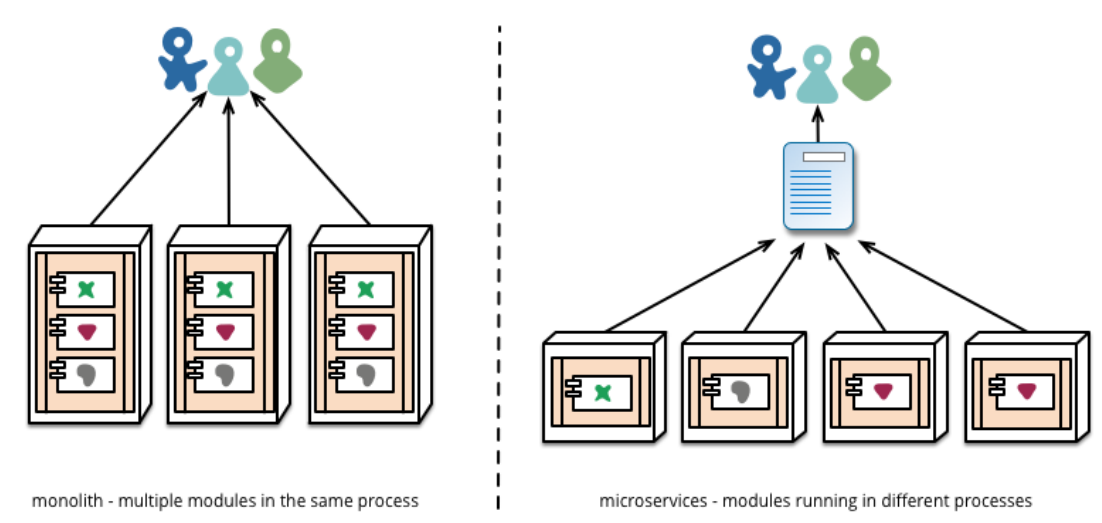 monolith - multiple modules in the same process
microservices - modules running in different processes